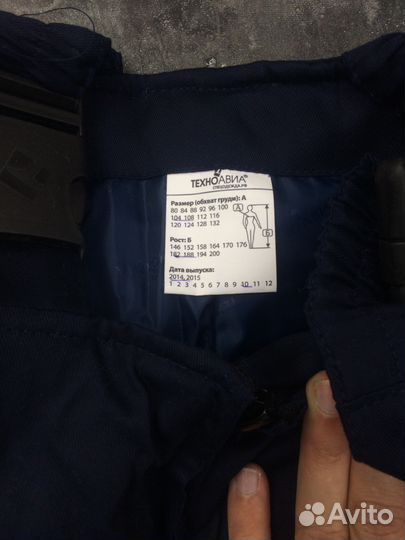 ТЕХНОАВИА®
СПЕЦОДЕЖДА.РФ
Размер (обхват груди): А
80 84 88 92 96 100
104 108 112 116
120 124 128 132
А
Б
Рост: Б
146 152 158 164 170 176
182 188 194 200
Дата выпуска:
2014, 2015
1 2 3 4 5 6 7 8 9 10 11 12
Avito